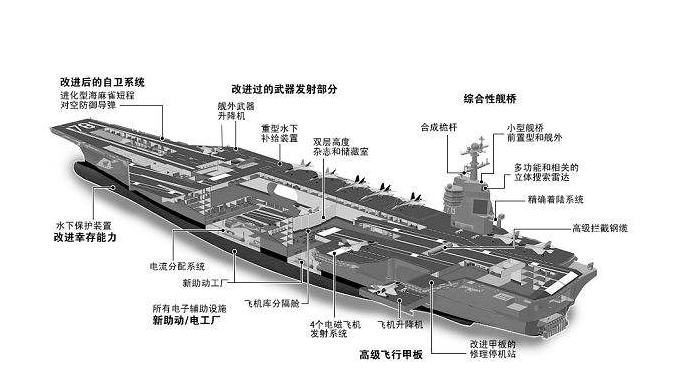 改进后的自卫系统
进化型海麻雀短程
对空防御导弹
改进过的武器发射部分
舰外武器
升降机
重型水下
补给装置
双层高度
杂志和储藏室
综合性舰桥
合成桅杆
小型舰桥
前置型和舰外
多功能和相关的
立体搜索雷达
精确着陆系统
高级拦截钢缆
水下保护装置
改进幸存能力
电流分配系统
新助动工厂
所有电子辅助设施
新助动/电工厂
飞机库分隔舱
4个电磁飞机
发射系统
飞机升降机
高级飞行甲板
改进甲板的
修理停机站